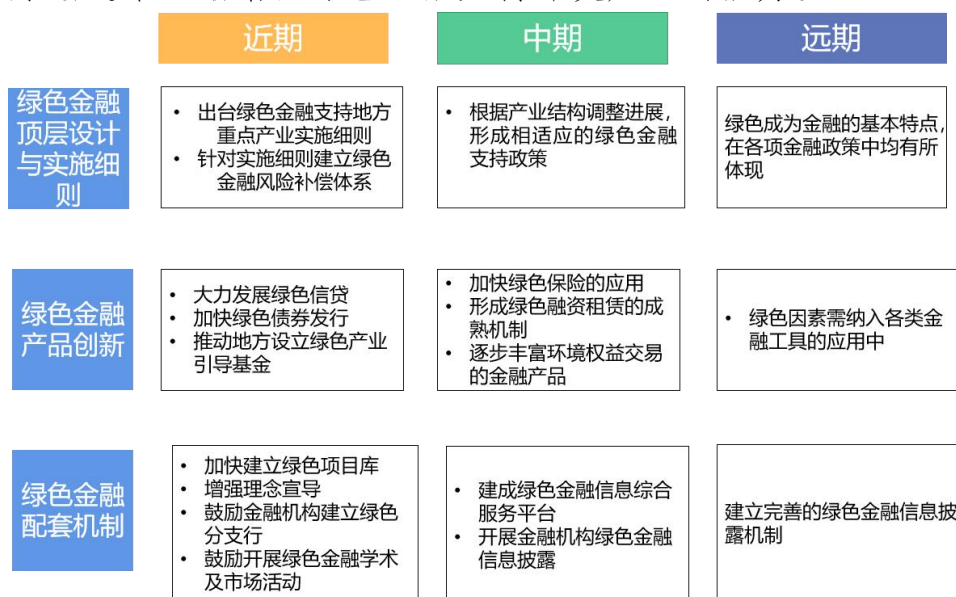 近期
中期
远期
绿色金融
顶层设计
与实施细
则
• 出台绿色金融支持地方
重点产业实施细则
• 针对实施细则建立绿色
金融风险补偿体系
• 根据产业结构调整进展，
形成相适应的绿色金融
支持政策
绿色成为金融的基本特点，
在各项金融政策中均有所
体现
绿色金融
产品创新
• 大力发展绿色信贷
• 加快绿色债券发行
• 推动地方设立绿色产业
引导基金
• 加快绿色保险的应用
• 形成绿色融资租赁的成
熟机制
• 逐步丰富环境权益交易
的金融产品
• 绿色因素需纳入各类金
融工具的应用中
绿色金融
配套机制
• 加快建立绿色项目库
• 增强理念宣导
• 鼓励金融机构建立绿色
分支行
• 鼓励开展绿色金融学术
及市场活动
• 建成绿色金融信息综合
服务平台
• 开展金融机构绿色金融
信息披露
建立完善的绿色金融信息披
露机制